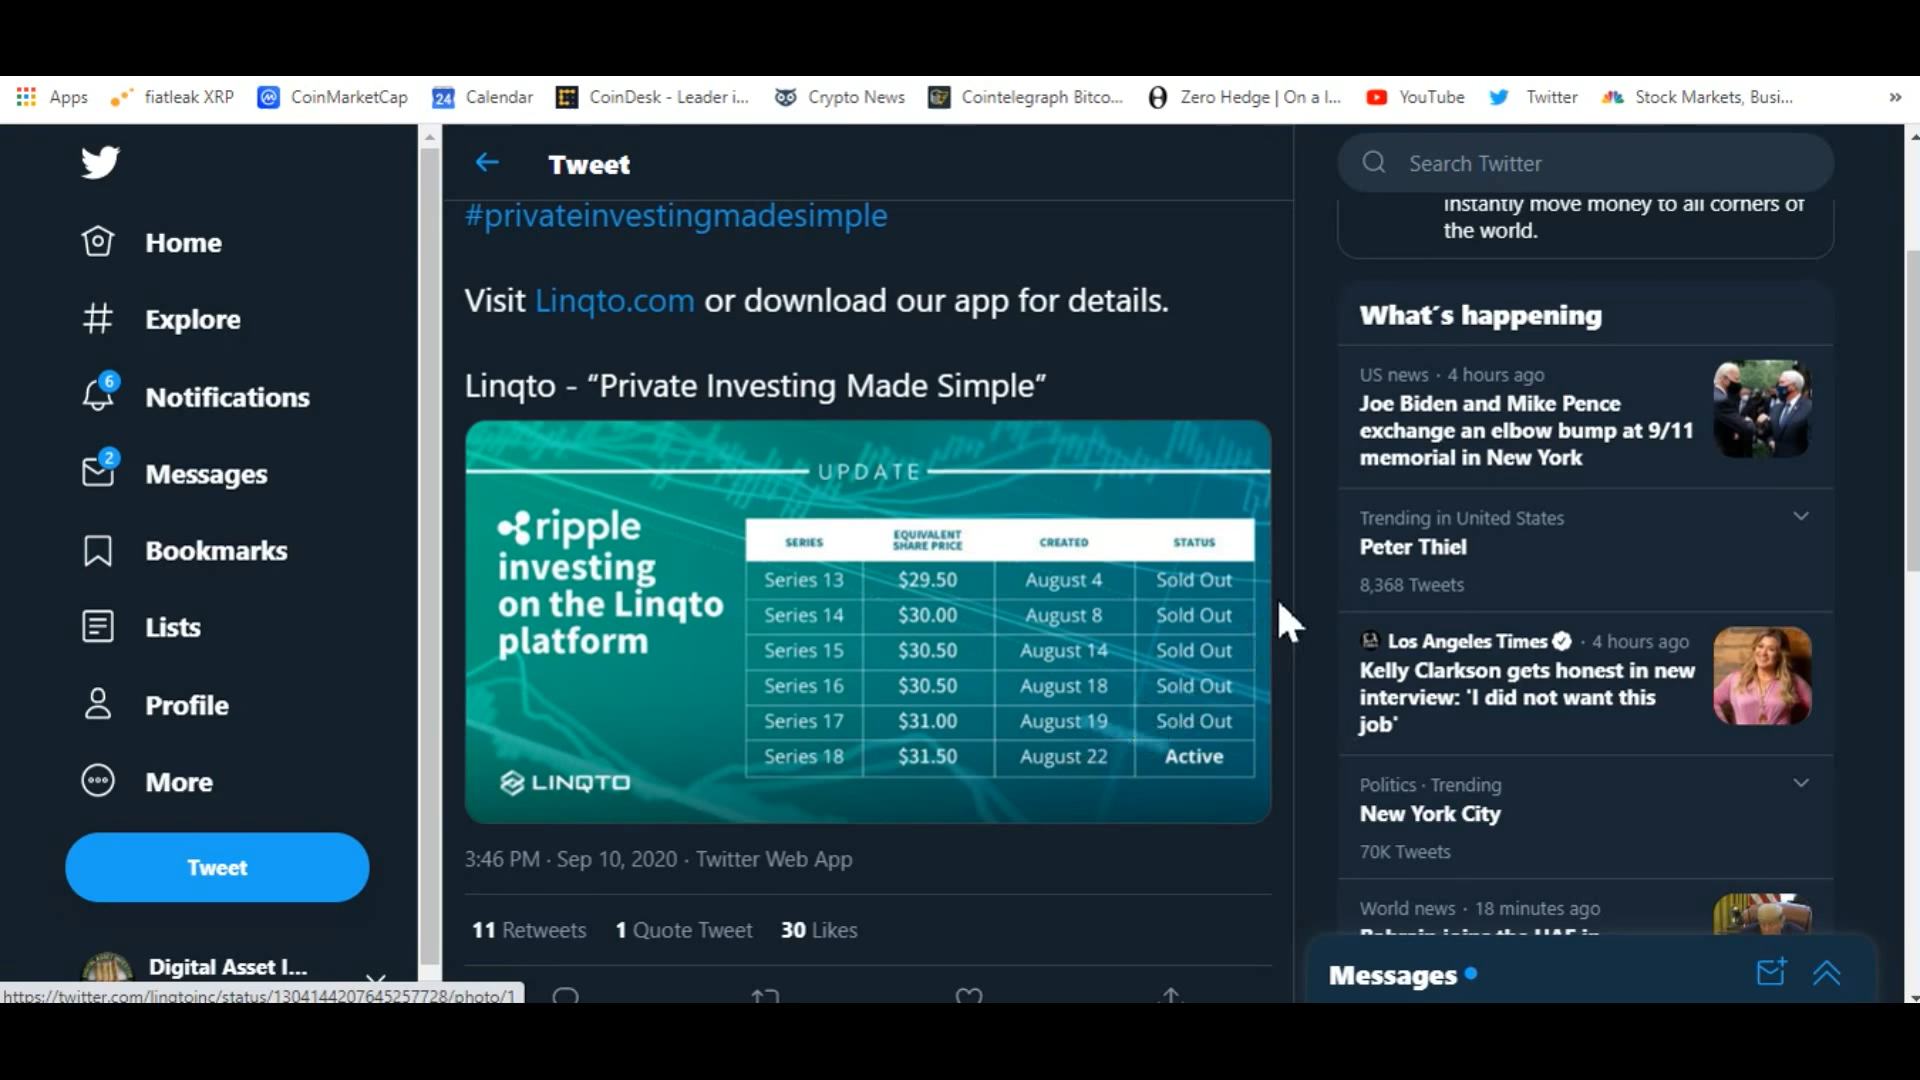 Apps fiatleak XRP CoinMarketCap 24 Calendar CoinDesk - Leader i... Crypto News Cointelegraph Bitco... Zero Hedge | On a l... YouTube Twitter Stock Markets, Busi... »
Home
Explore
6
Notifications
2
Messages
Bookmarks
Lists
Profile
More
Tweet
Digital Asset I...
https://twitter.com/linqtoinc/status/1304144207645257728/photo/1
Tweet
#privateinvestingmadesimple
Visit Linqto.com or download our app for details.
Linqto - “Private Investing Made Simple”
UPDATE
ripple
investing
on the Linqto
platform
LINQTO
SERIES EQUIVALENT SHARE PRICE CREATED STATUS
Series 13 $29.50 August 4 Sold Out
Series 14 $30.00 August 8 Sold Out
Series 15 $30.50 August 14 Sold Out
Series 16 $30.50 August 18 Sold Out
Series 17 $31.00 August 19 Sold Out
Series 18 $31.50 August 22 Active
3:46 PM · Sep 10, 2020 · Twitter Web App
11 Retweets 1 Quote Tweet 30 Likes
Search Twitter
instantly move money to all corners of
the world.
What´s happening
US news · 4 hours ago
Joe Biden and Mike Pence
exchange an elbow bump at 9/11
memorial in New York
Trending in United States
Peter Thiel
8,368 Tweets
Los Angeles Times · 4 hours ago
Kelly Clarkson gets honest in new
interview: 'I did not want this
job'
Politics · Trending
New York City
70K Tweets
World news · 18 minutes ago
Bahrain joins the UAE in
Messages